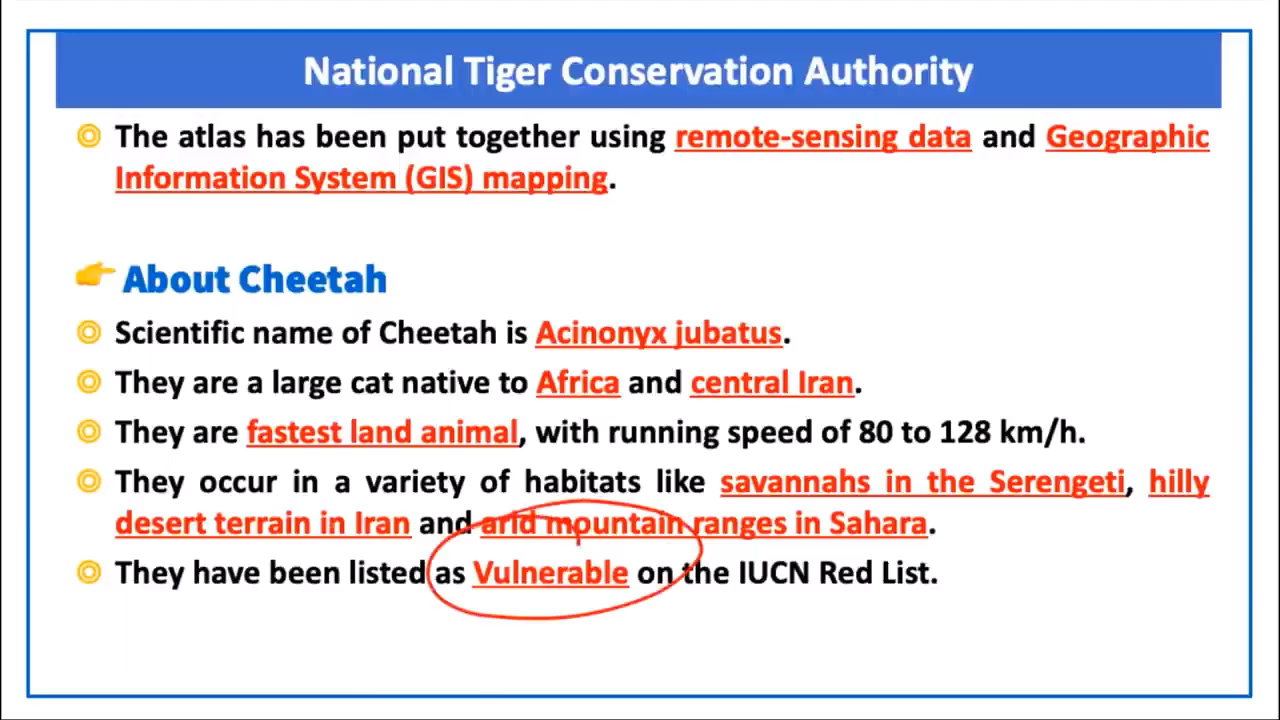 National Tiger Conservation Authority
The atlas has been put together using remote-sensing data and Geographic
Information System (GIS) mapping.
About Cheetah
Scientific name of Cheetah is Acinonyx jubatus.
They are a large cat native to Africa and central Iran.
They are fastest land animal, with running speed of 80 to 128 km/h.
They occur in a variety of habitats like savannahs in the Serengeti, hilly
desert terrain in Iran and arid mountain ranges in Sahara.
They have been listed as Vulnerable on the IUCN Red List.